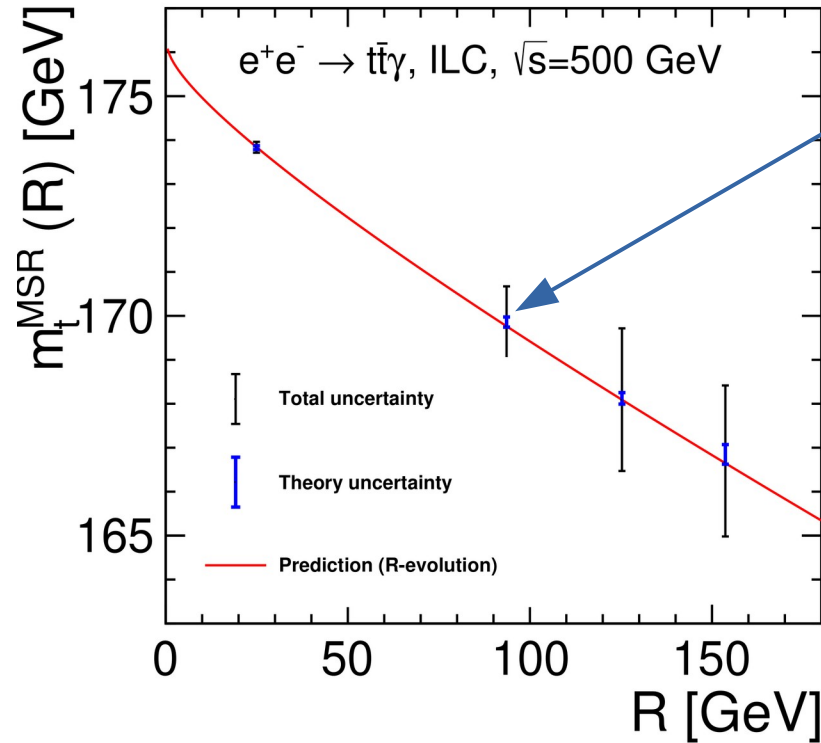 e⁺e⁻ → tt̄γ, ILC, √s=500 GeV
175
170
165
m_t^MSR (R) [GeV]
Total uncertainty
Theory uncertainty
Prediction (R-evolution)
0 50 100 150
R [GeV]